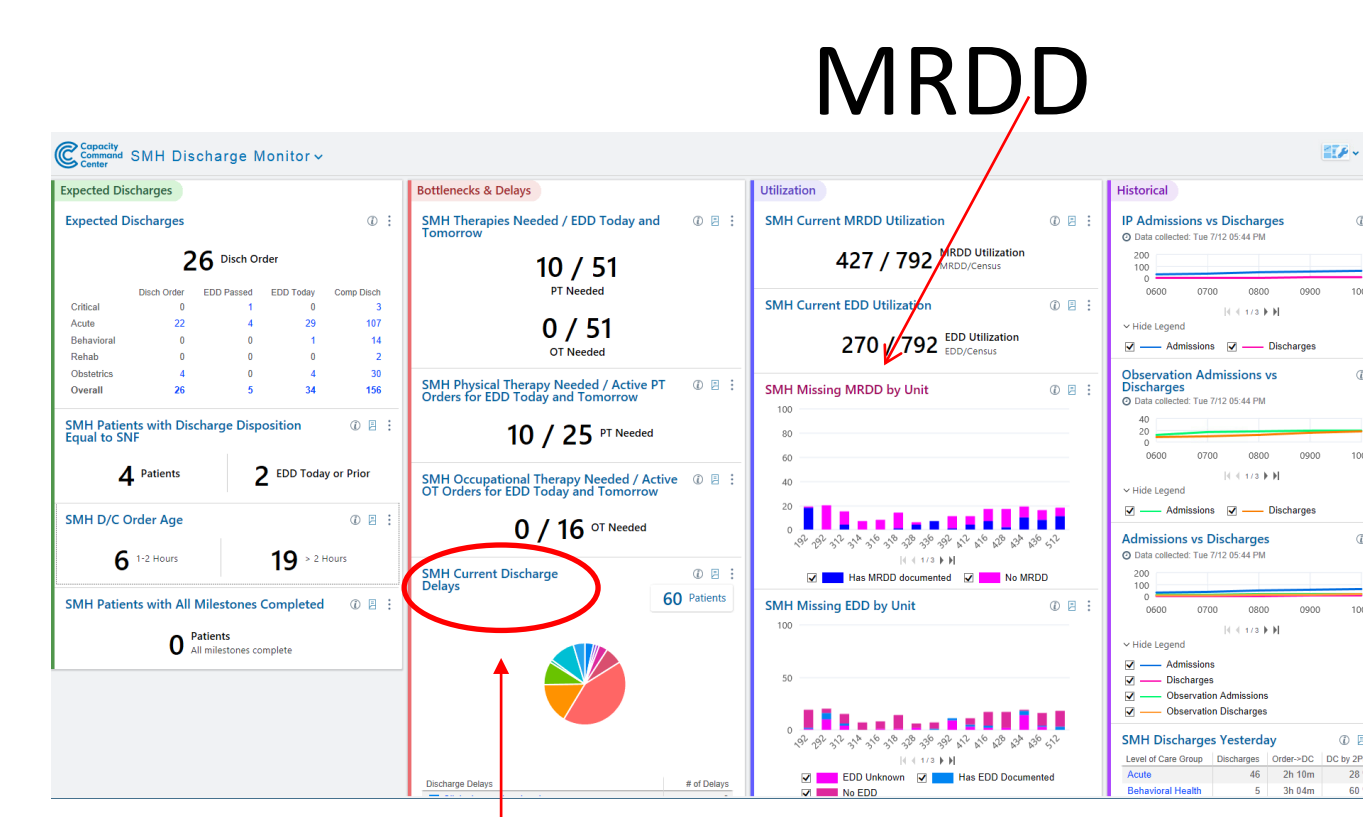 MRDD
Capacity
Command
Center
SMH Discharge Monitor
Expected Discharges
Expected Discharges
26 Disch Order
Disch Order EDD Passed EDD Today Comp Disch
Critical 0 1 0 3
Acute 22 4 29 107
Behavioral 0 0 1 14
Rehab 0 0 0 2
Obstetrics 4 0 4 30
Overall 26 5 34 156
SMH Patients with Discharge Disposition
Equal to SNF
4 Patients 2 EDD Today or Prior
SMH D/C Order Age
6 1-2 Hours 19 > 2 Hours
SMH Patients with All Milestones Completed
0 Patients
All milestones complete
Bottlenecks & Delays
SMH Therapies Needed / EDD Today and
Tomorrow
10 / 51
PT Needed
0 / 51
OT Needed
SMH Physical Therapy Needed / Active PT
Orders for EDD Today and Tomorrow
10 / 25 PT Needed
SMH Occupational Therapy Needed / Active
OT Orders for EDD Today and Tomorrow
0 / 16 OT Needed
SMH Current Discharge
Delays
60 Patients
Discharge Delays # of Delays
Utilization
SMH Current MRDD Utilization
427 / 792 MRDD Utilization
MRDD/Census
SMH Current EDD Utilization
270 / 792 EDD Utilization
EDD/Census
SMH Missing MRDD by Unit
100
80
60
40
20
0
192 292 312 314 316 318 328 336 392 412 416 428 434 436 512
1 / 3
Has MRDD documented No MRDD
SMH Missing EDD by Unit
100
50
0
192 292 312 314 316 318 328 336 392 412 416 428 434 436 512
1 / 3
EDD Unknown Has EDD Documented
No EDD
Historical
IP Admissions vs Discharges
Data collected: Tue 7/12 05:44 PM
200
100
0
0600 0700 0800 0900 100
1 / 3
Hide Legend
Admissions Discharges
Observation Admissions vs
Discharges
Data collected: Tue 7/12 05:44 PM
40
20
0
0600 0700 0800 0900 100
1 / 3
Hide Legend
Admissions Discharges
Admissions vs Discharges
Data collected: Tue 7/12 05:44 PM
200
100
0
0600 0700 0800 0900 100
1 / 3
Hide Legend
Admissions
Discharges
Observation Admissions
Observation Discharges
SMH Discharges Yesterday
Level of Care Group Discharges Order->DC DC by 2P
Acute 46 2h 10m 28
Behavioral Health 5 3h 04m 60